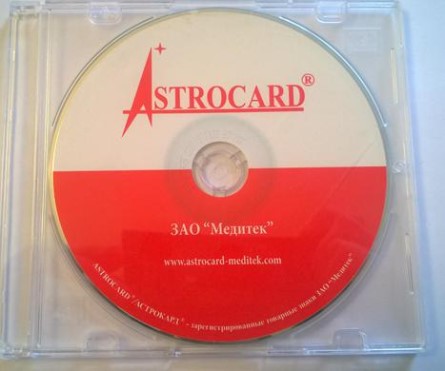 ASTROCARD®
ЗАО “Медитек”
www.astrocard-meditek.com
ASTROCARD®/АСТРОКАРД® - зарегистрированные товарные знаки ЗАО “Медитек”